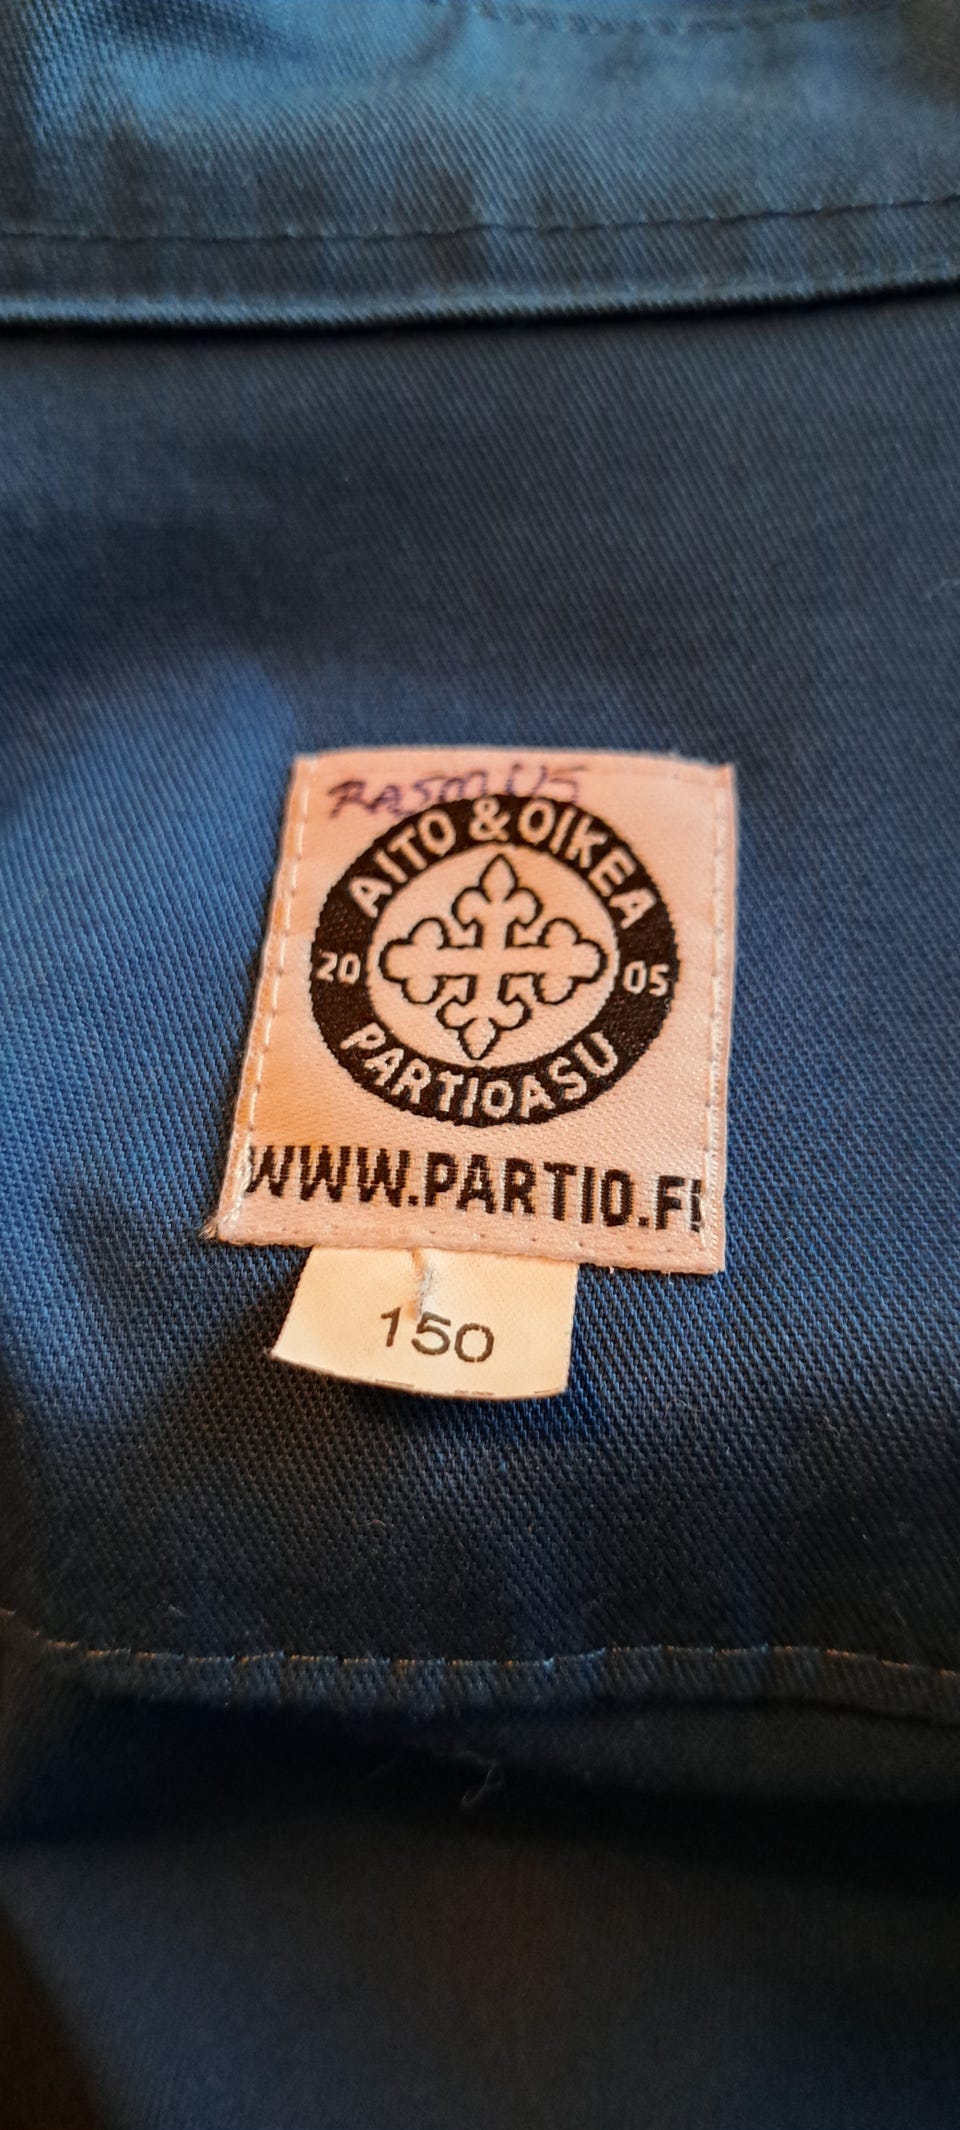 RASMUS
AITO & OIKEA
20 05
PARTIOASU
WWW.PARTIO.FI
150